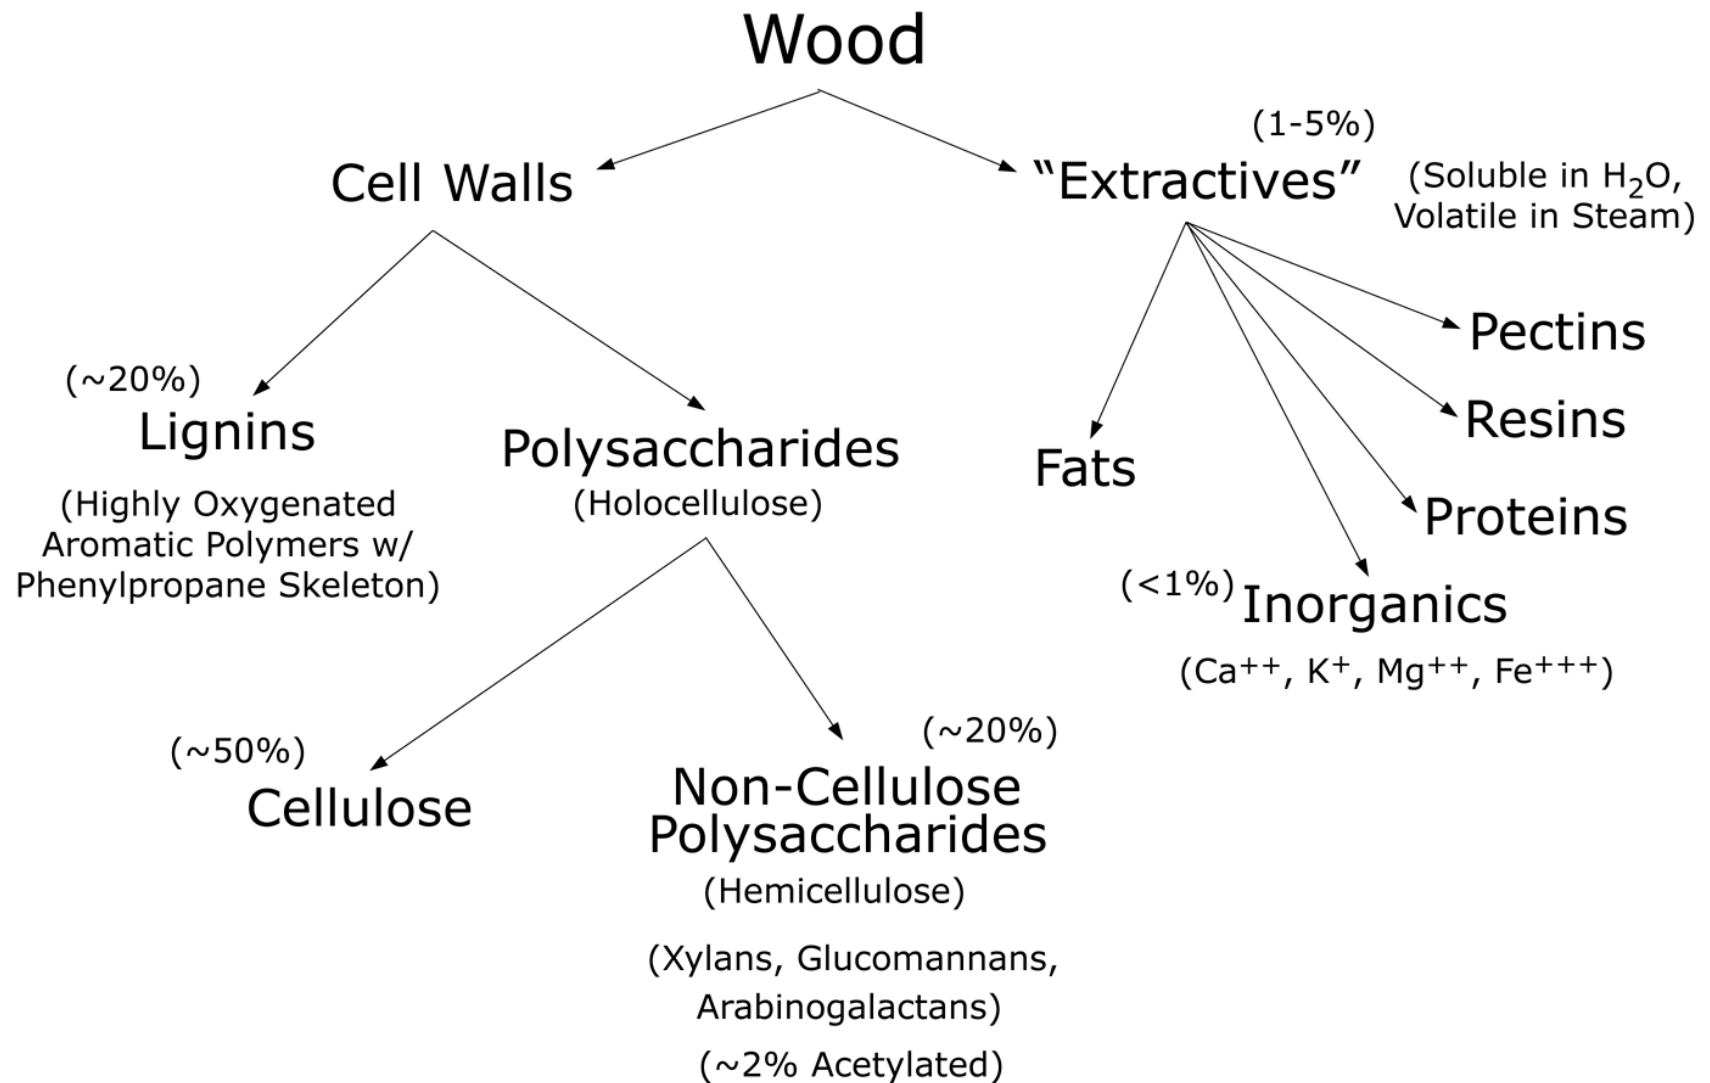 Wood
(1-5%)
Cell Walls
“Extractives”
(Soluble in H₂O,
Volatile in Steam)
Pectins
(~20%)
Lignins
(Highly Oxygenated
Aromatic Polymers w/
Phenylpropane Skeleton)
Polysaccharides
(Holocellulose)
Fats
Resins
Proteins
(<1%)
Inorganics
(Ca⁺⁺, K⁺, Mg⁺⁺, Fe⁺⁺⁺)
(~50%)
Cellulose
(~20%)
Non-Cellulose
Polysaccharides
(Hemicellulose)
(Xylans, Glucomannans,
Arabinogalactans)
(~2% Acetylated)